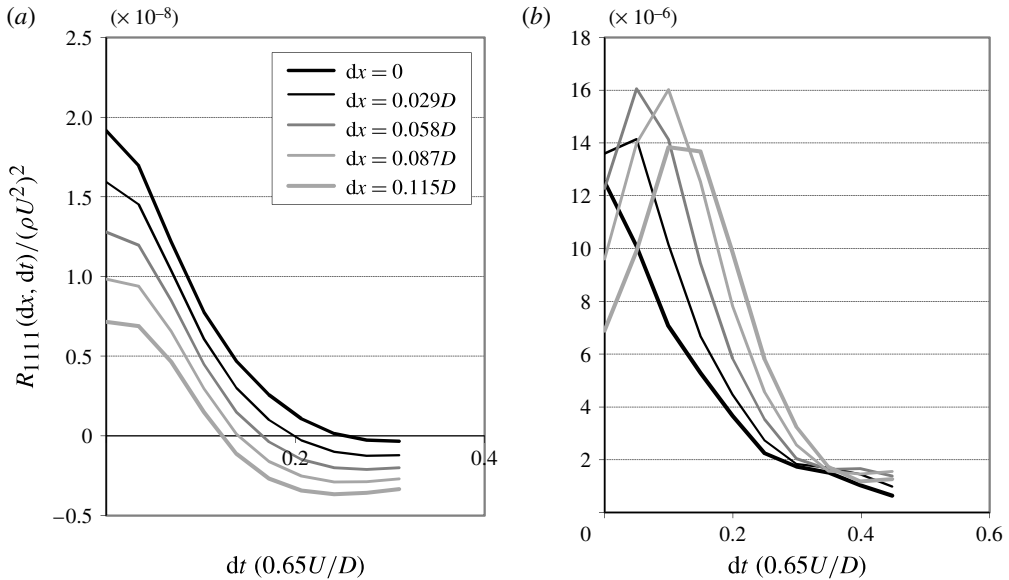 (a) (× 10–8) (b) (× 10–6)
2.5 18
dx = 0 16
2.0 dx = 0.029D 14
dx = 0.058D
dx = 0.087D 12
1.5 dx = 0.115D
10
1.0
8
0.5 6
0 4
0.2 0.4
2
–0.5 0 0.2 0.4 0.6
R1111(dx, dt)/(ρU2)2
dt (0.65U/D) dt (0.65U/D)